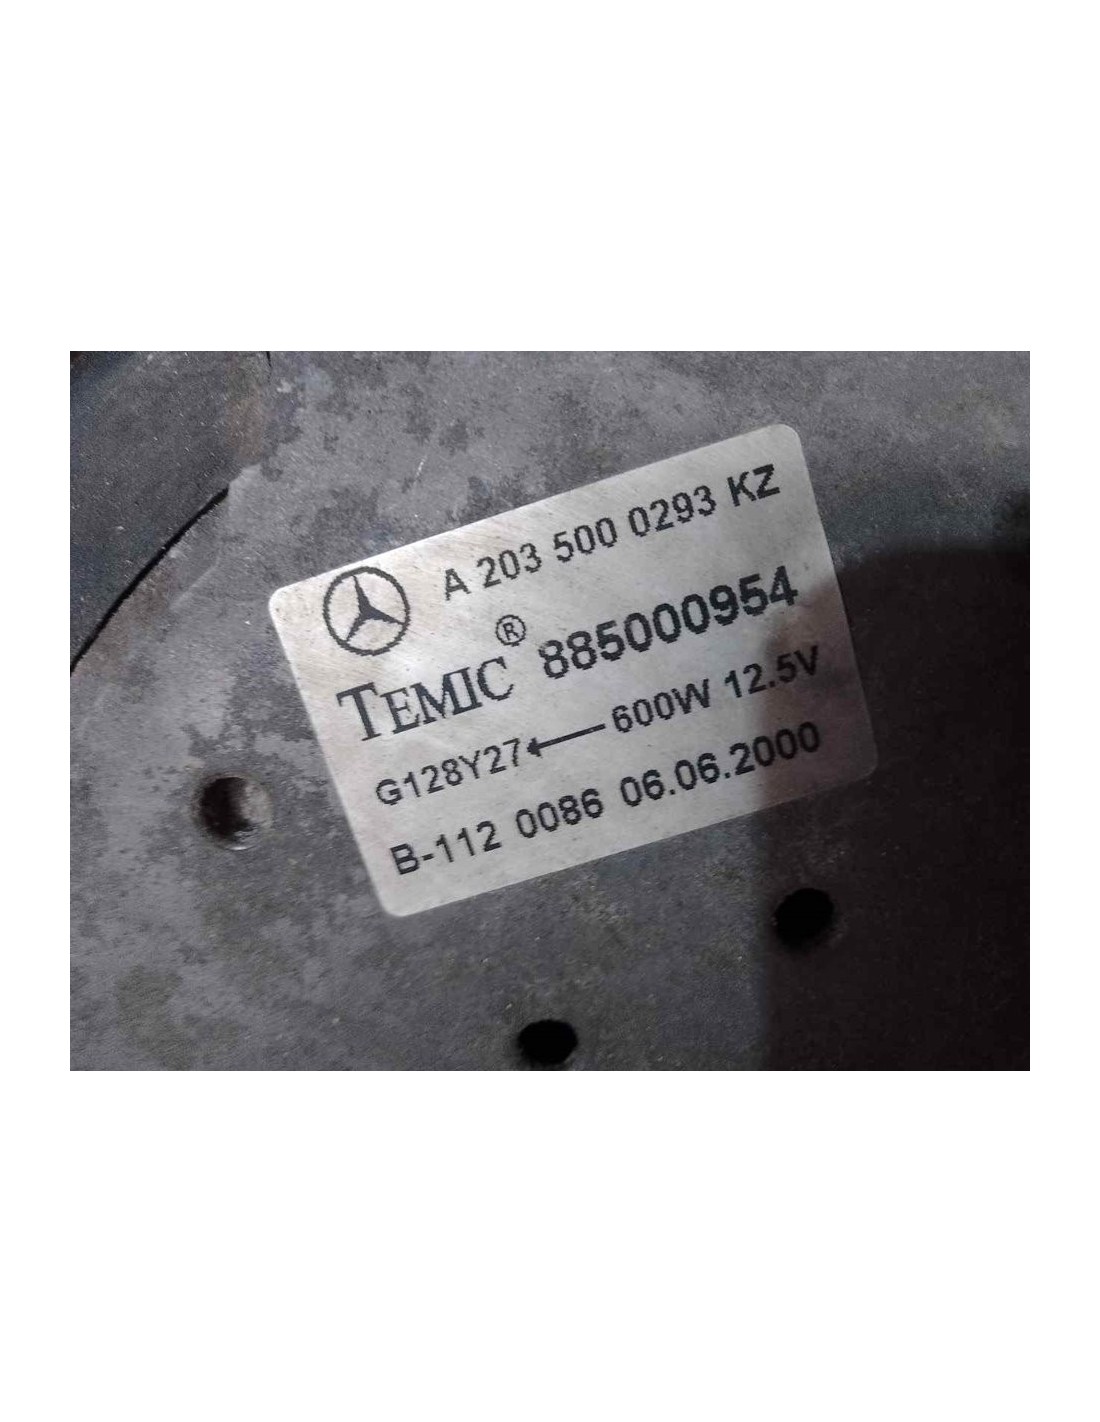 A 203 500 0293 KZ
TEMIC® 885000954
G128Y27←600W 12.5V
B-112 0086 06.06.2000